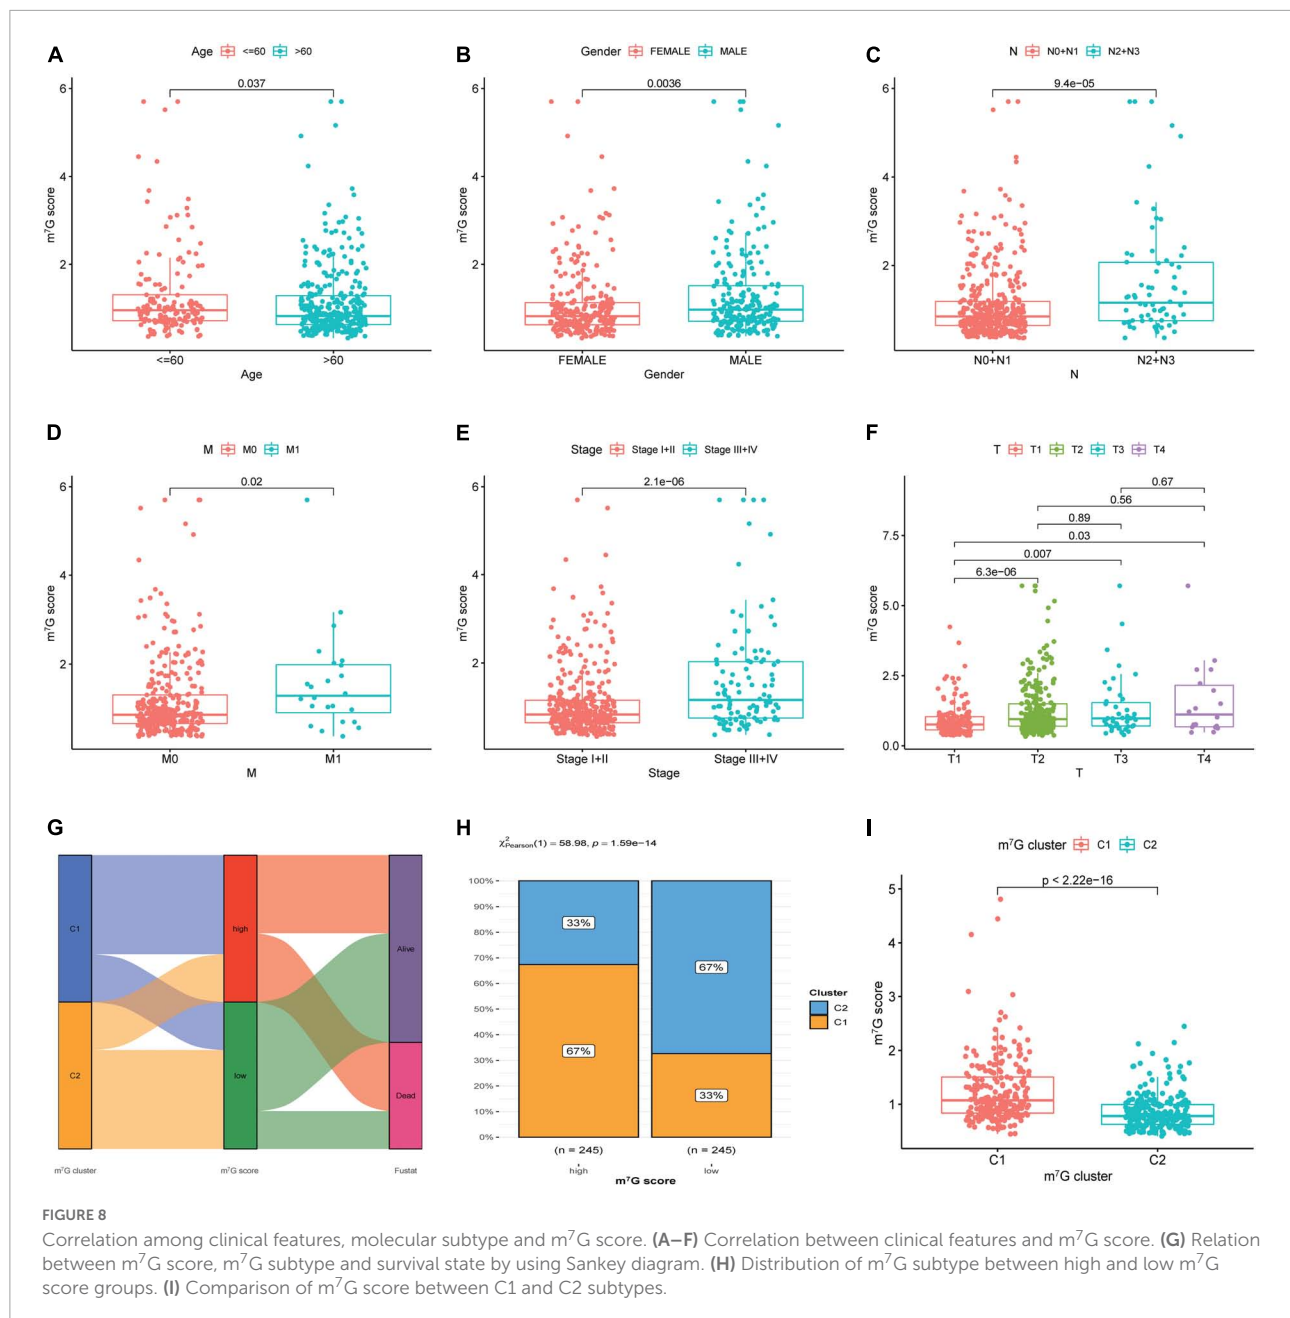 A
Age <=60 >60
0.037
6
4
2
0
m7G score
<=60 >60
Age
B
Gender FEMALE MALE
0.0036
6
4
2
0
m7G score
FEMALE MALE
Gender
C
N N0+N1 N2+N3
9.4e−05
6
4
2
0
m7G score
N0+N1 N2+N3
N
D
M M0 M1
0.02
6
4
2
0
m7G score
M0 M1
M
E
Stage Stage I+II Stage III+IV
2.1e−06
6
4
2
0
m7G score
Stage I+II Stage III+IV
Stage
F
T T1 T2 T3 T4
0.67
0.56
0.89
0.03
0.007
6.3e−06
7.5
5.0
2.5
0.0
m7G score
T1 T2 T3 T4
T
G
C1
C2
high
low
Alive
Dead
m7G cluster m7G score Fustat
H
χ2Pearson(1) = 58.98, p = 1.59e−14
100%
90%
80%
70%
60%
50%
40%
30%
20%
10%
0%
33%
67%
67%
33%
(n = 245) (n = 245)
high low
m7G score
Cluster
C2
C1
I
m7G cluster C1 C2
p < 2.22e−16
5
4
3
2
1
m7G score
C1 C2
m7G cluster
FIGURE 8
Correlation among clinical features, molecular subtype and m7G score. (A–F) Correlation between clinical features and m7G score. (G) Relation
between m7G score, m7G subtype and survival state by using Sankey diagram. (H) Distribution of m7G subtype between high and low m7G
score groups. (I) Comparison of m7G score between C1 and C2 subtypes.